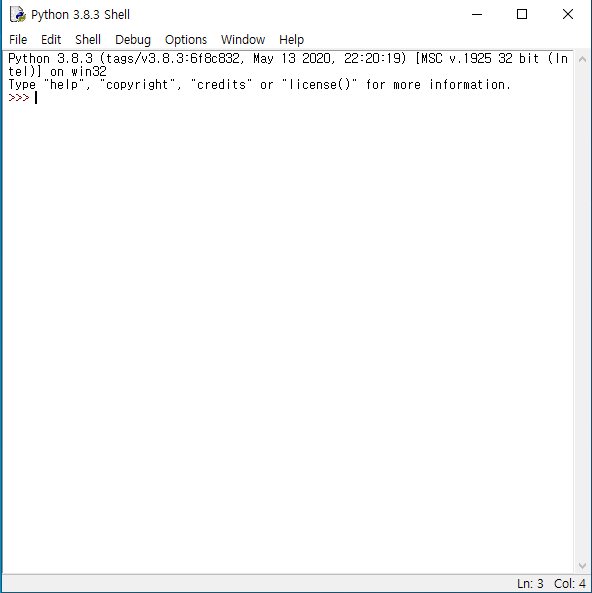 Python 3.8.3 Shell
File Edit Shell Debug Options Window Help
Python 3.8.3 (tags/v3.8.3:6f8c832, May 13 2020, 22:20:19) [MSC v.1925 32 bit (In
tel)] on win32
Type "help", "copyright", "credits" or "license()" for more information.
>>>
Ln: 3 Col: 4